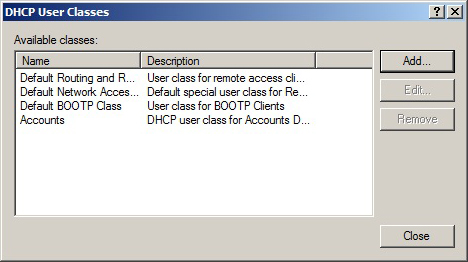 DHCP User Classes
Available classes:
Name Description
Default Routing and R... User class for remote access cli...
Default Network Acces... Default special user class for Re...
Default BOOTP Class User class for BOOTP Clients
Accounts DHCP user class for Accounts D...
Add...
Edit...
Remove
Close